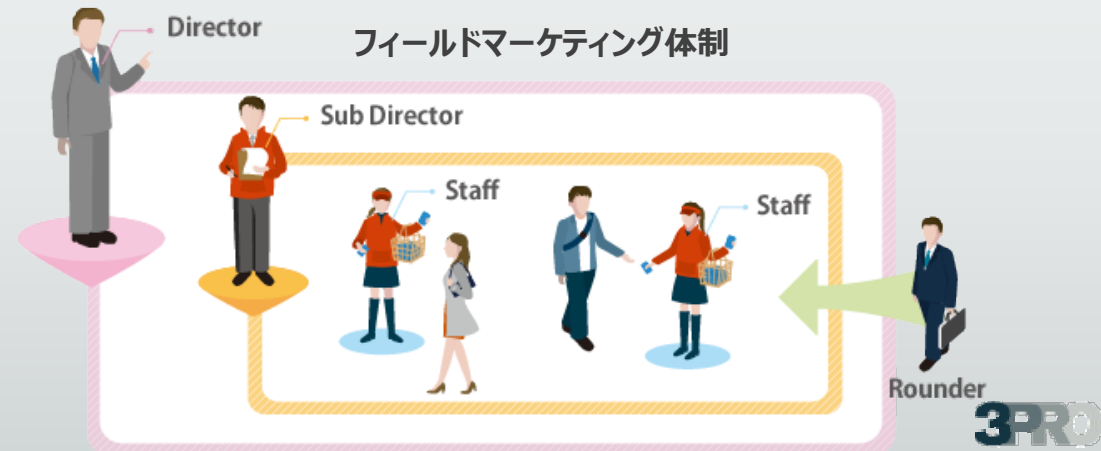 Director
フィールドマーケティング体制
Sub Director
Staff
Staff
Rounder
3PRO